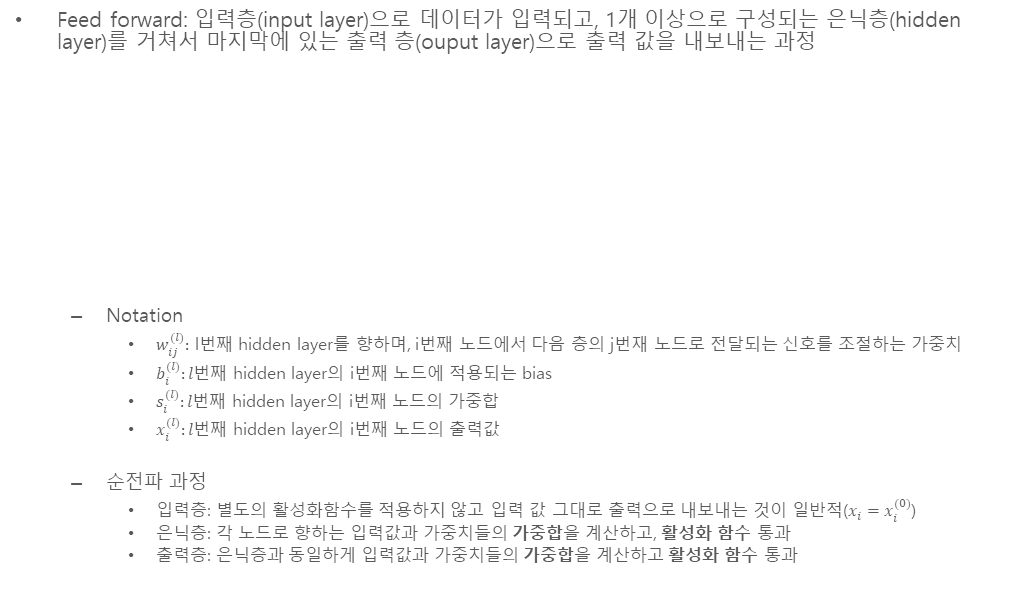 • Feed forward: 입력층(input layer)으로 데이터가 입력되고, 1개 이상으로 구성되는 은닉층(hidden
layer)를 거쳐서 마지막에 있는 출력 층(ouput layer)으로 출력 값을 내보내는 과정
– Notation
• w_{ij}^{(l)}: l번째 hidden layer를 향하며, i번째 노드에서 다음 층의 j번재 노드로 전달되는 신호를 조절하는 가중치
• b_i^{(l)}: l번째 hidden layer의 i번째 노드에 적용되는 bias
• s_i^{(l)}: l번째 hidden layer의 i번째 노드의 가중합
• x_i^{(l)}: l번째 hidden layer의 i번째 노드의 출력값
– 순전파 과정
• 입력층: 별도의 활성화함수를 적용하지 않고 입력 값 그대로 출력으로 내보내는 것이 일반적(x_i = x_i^{(0)})
• 은닉층: 각 노드로 향하는 입력값과 가중치들의 가중합을 계산하고, 활성화 함수 통과
• 출력층: 은닉층과 동일하게 입력값과 가중치들의 가중합을 계산하고 활성화 함수 통과